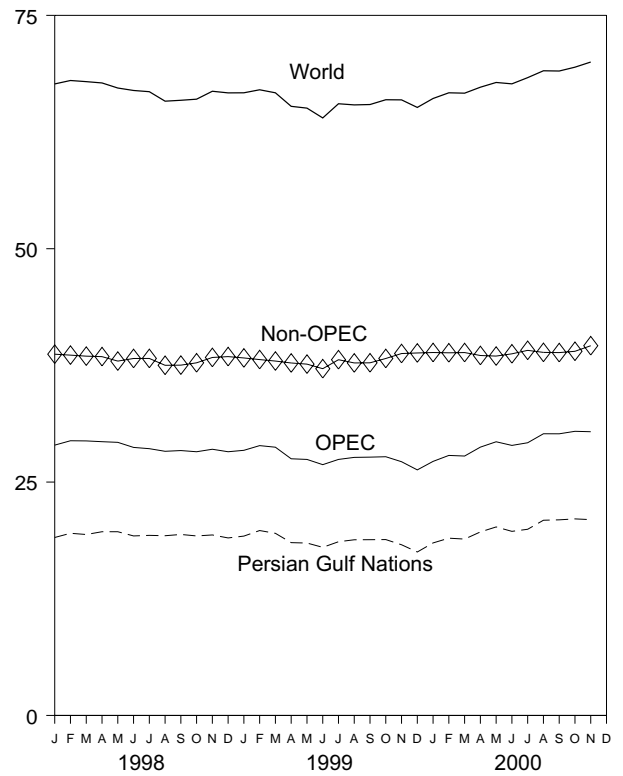 75
World
50
Non-OPEC
OPEC
25
Persian Gulf Nations
0
J F M A M J J A S O N D J F M A M J J A S O N D J F M A M J J A S O N D
1998 1999 2000